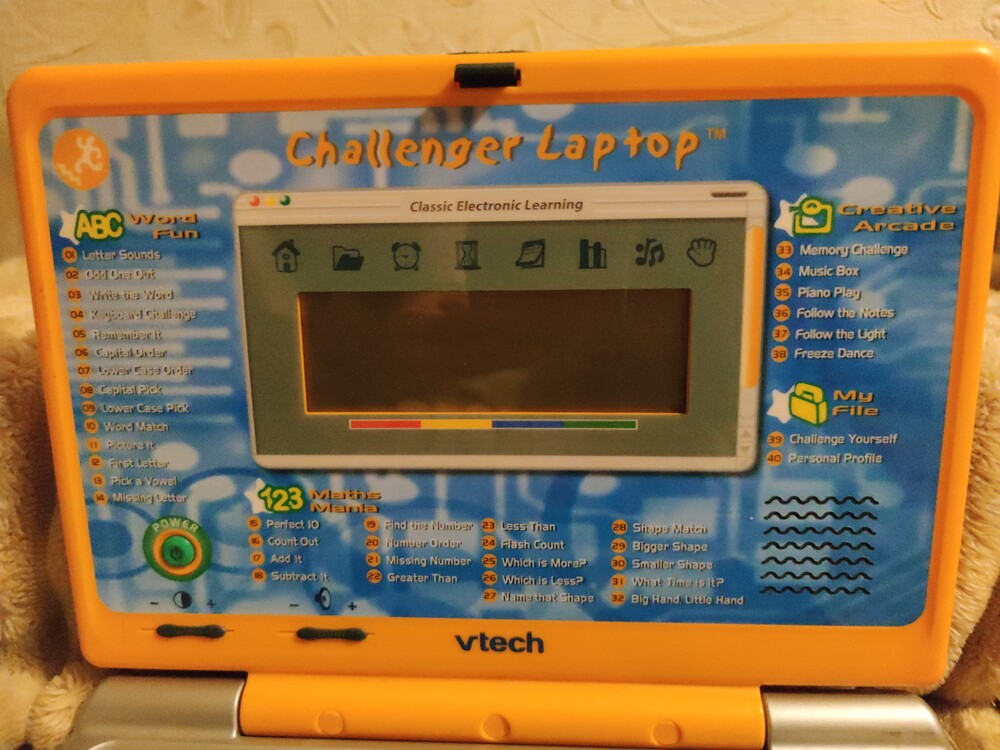 Challenger Laptop™
Classic Electronic Learning
ABC Word
Fun
01 Letter Sounds
02 Odd One Out
03 Write the Word
04 Keyboard Challenge
05 Remember It
06 Capital Order
07 Lower Case Order
08 Capital Pick
09 Lower Case Pick
10 Word Match
11 Picture It
12 First Letter
13 Pick a Vowel
14 Missing Letter
Creative
Arcade
33 Memory Challenge
34 Music Box
35 Piano Play
36 Follow the Notes
37 Follow the Light
38 Freeze Dance
My
File
39 Challenge Yourself
40 Personal Profile
123 Maths
Mania
15 Perfect 10
16 Count Out
17 Add It
18 Subtract It
19 Find the Number
20 Number Order
21 Missing Number
22 Greater Than
23 Less Than
24 Flash Count
25 Which is More?
26 Which is Less?
27 Name that Shape
28 Shape Match
29 Bigger Shape
30 Smaller Shape
31 What Time is it?
32 Big Hand, Little Hand
POWER
- +
- +
vtech